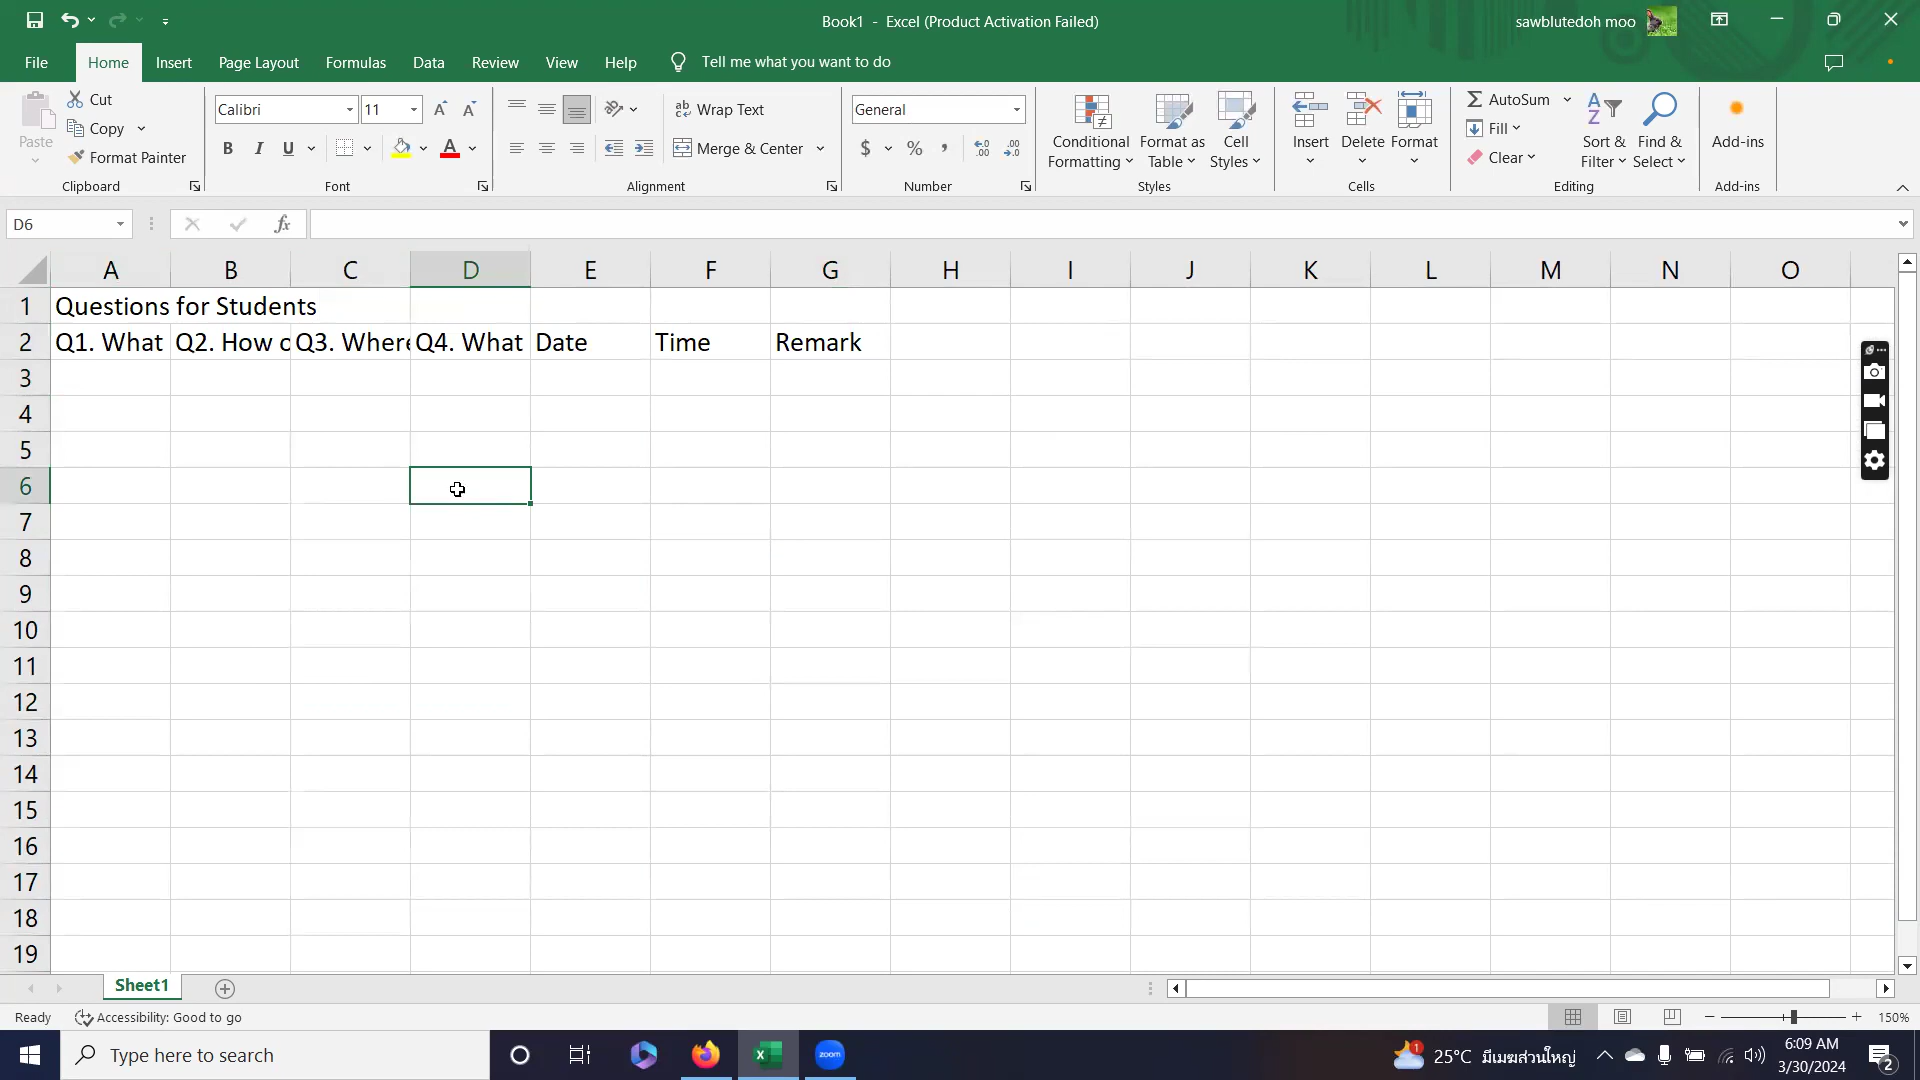 Book1 - Excel (Product Activation Failed)
sawblutedoh moo
File Home Insert Page Layout Formulas Data Review View Help Tell me what you want to do
Paste
Cut
Copy
Format Painter
Clipboard
Calibri 11
B I U
Font
Wrap Text
Merge & Center
Alignment
General
$ % ,
Number
Conditional Formatting
Format as Table
Cell Styles
Styles
Insert Delete Format
Cells
AutoSum
Fill
Clear
Sort & Filter
Find & Select
Editing
Add-ins
Add-ins
D6
fx
A B C D E F G H I J K L M N O
1 Questions for Students
2 Q1. What Q2. How o Q3. Where Q4. What Date Time Remark
3
4
5
6
7
8
9
10
11
12
13
14
15
16
17
18
19
Sheet1
Ready Accessibility: Good to go 150%
Type here to search
zoom
1
25°C มีเมฆส่วนใหญ่
6:09 AM
3/30/2024
2